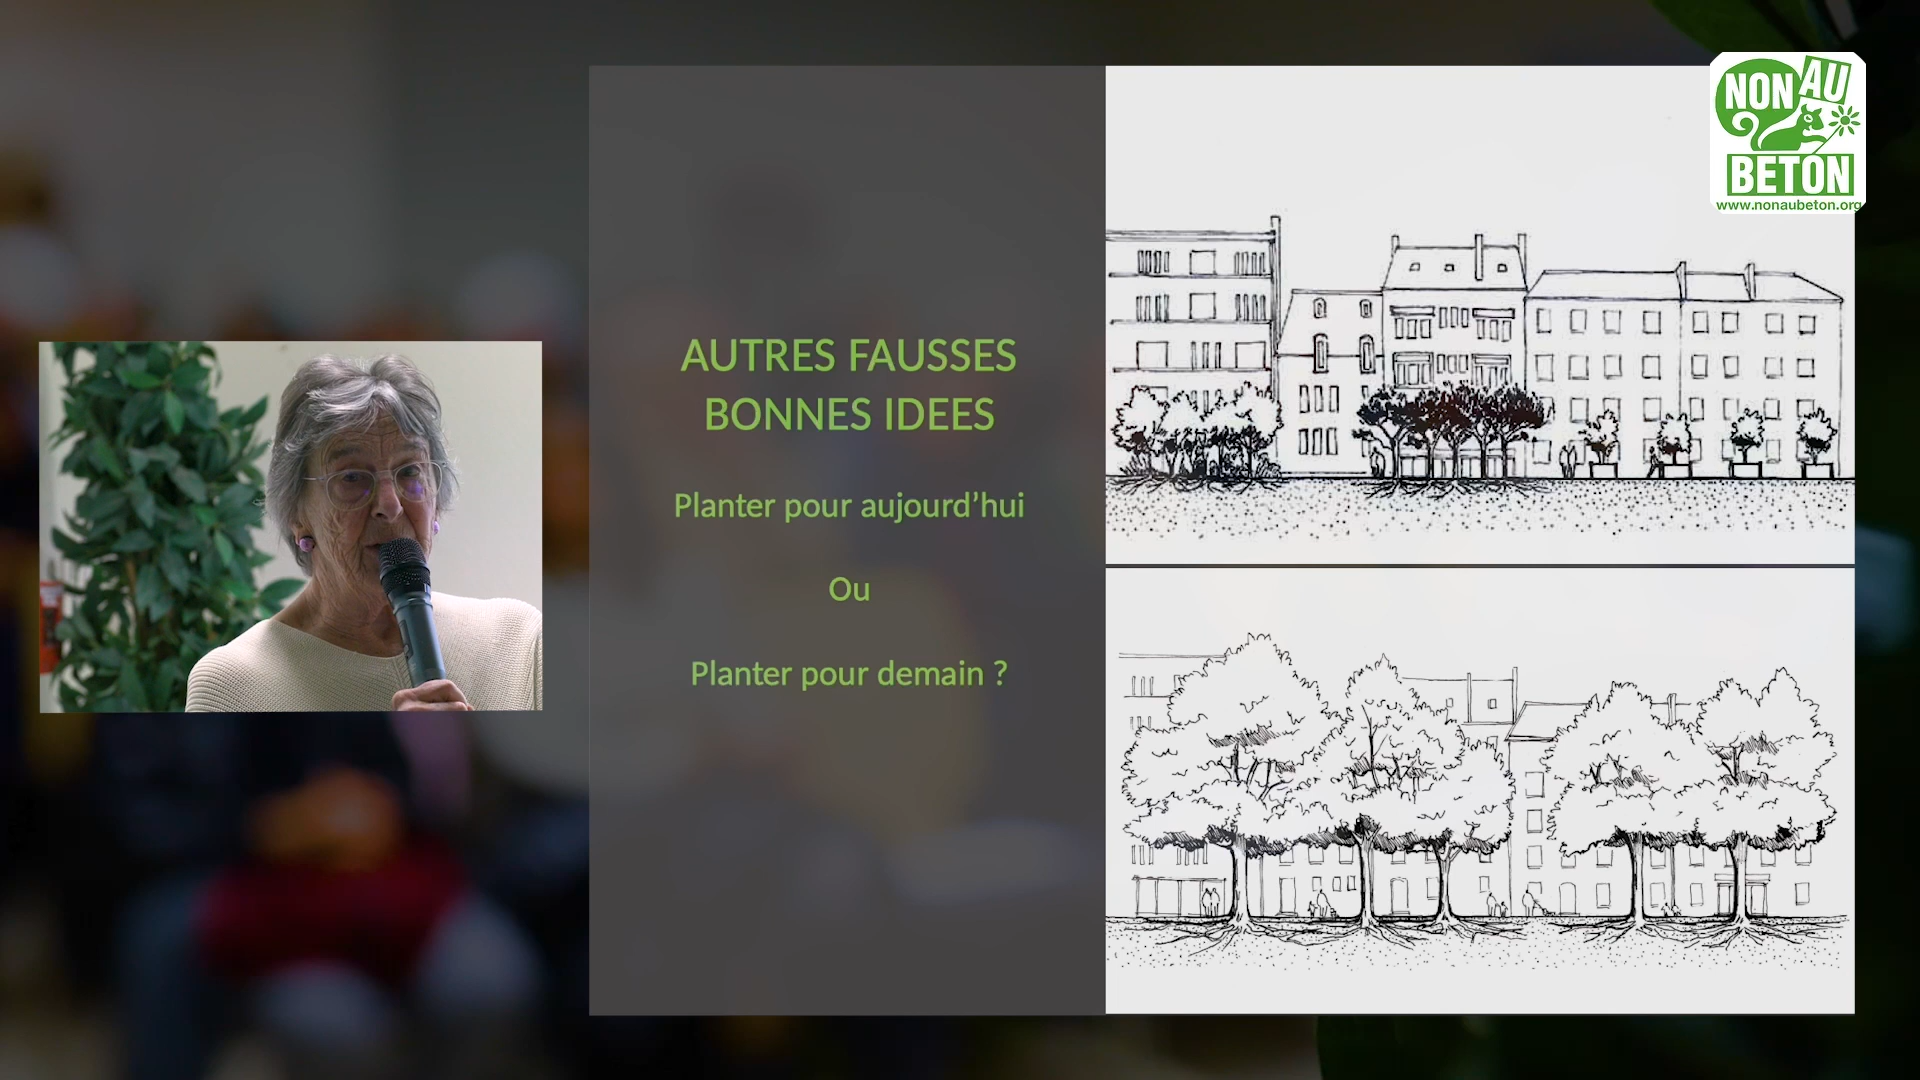 NON AU
BETON
www.nonaubeton.org
AUTRES FAUSSES
BONNES IDEES
Planter pour aujourd’hui
Ou
Planter pour demain ?